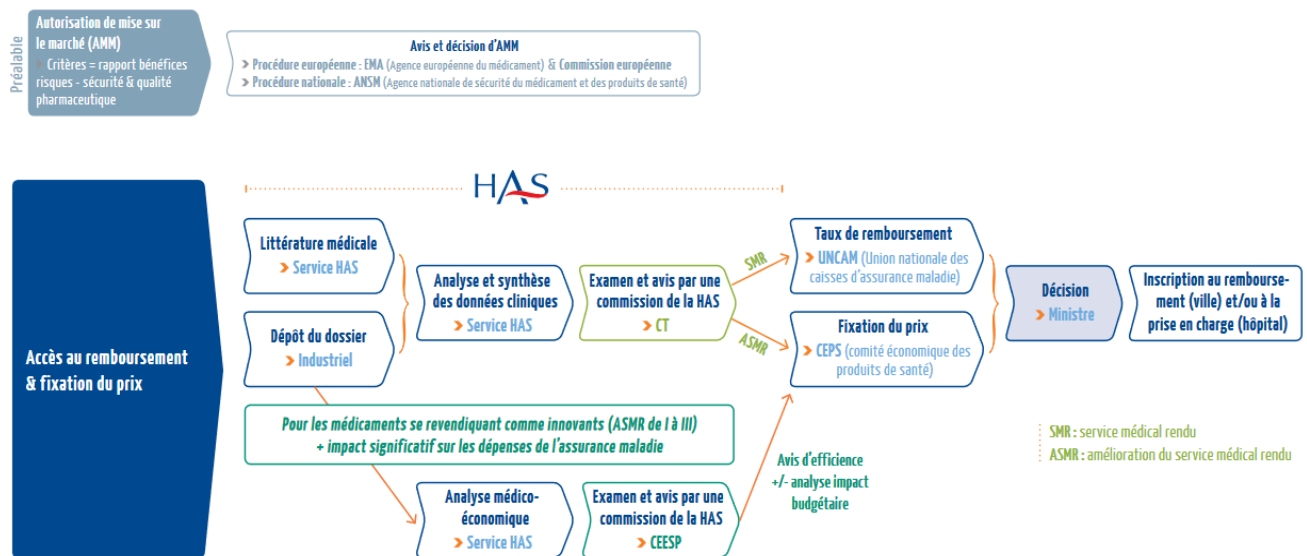 Préalable
Autorisation de mise sur
le marché (AMM)
> Critères = rapport bénéfices
risques - sécurité & qualité
pharmaceutique
Avis et décision d'AMM
> Procédure européenne : EMA (Agence européenne du médicament) & Commission européenne
> Procédure nationale : ANSM (Agence nationale de sécurité du médicament et des produits de santé)
HAS
Accès au remboursement
& fixation du prix
Littérature médicale
> Service HAS
Dépôt du dossier
> Industriel
Analyse et synthèse
des données cliniques
> Service HAS
Examen et avis par une
commission de la HAS
> CT
SMR
ASMR
Taux de remboursement
> UNCAM (Union nationale des
caisses d'assurance maladie)
Fixation du prix
> CEPS (comité économique des
produits de santé)
Décision
> Ministre
Inscription au rembourse-
ment (ville) et/ou à la
prise en charge (hôpital)
Pour les médicaments se revendiquant comme innovants (ASMR de I à III)
+ impact significatif sur les dépenses de l'assurance maladie
Analyse médico-
économique
> Service HAS
Examen et avis par une
commission de la HAS
> CEESP
Avis d'efficience
+/- analyse impact
budgétaire
SMR : service médical rendu
ASMR : amélioration du service médical rendu